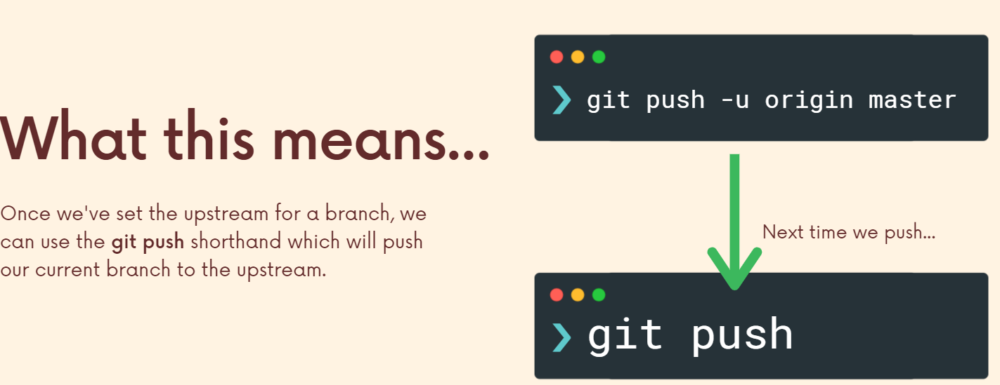 What this means...
Once we've set the upstream for a branch, we
can use the git push shorthand which will push
our current branch to the upstream.
❯ git push -u origin master
Next time we push...
❯ git push